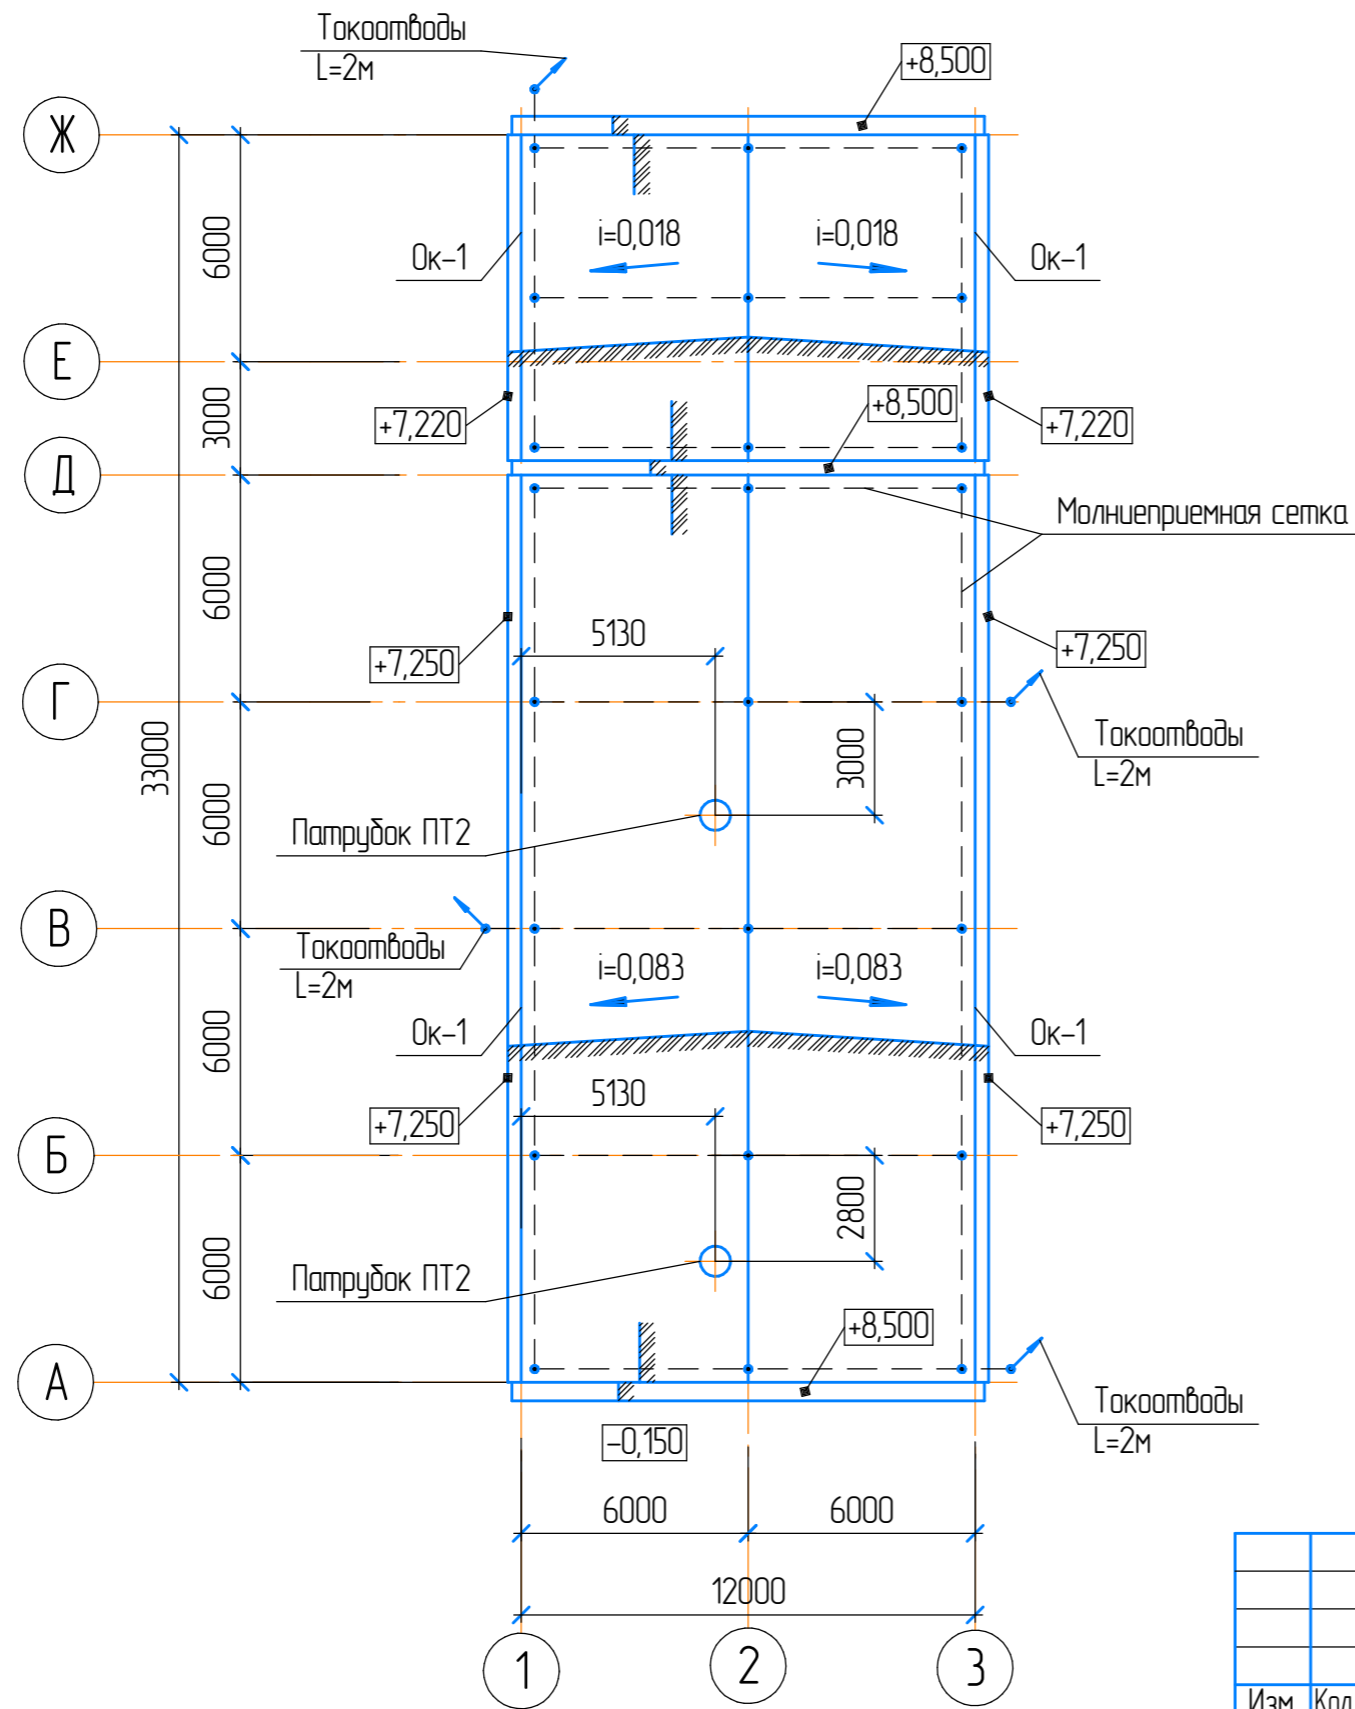 Токоотводы
L=2м
+8,500
Ж
6000
i=0,018
i=0,018
Ок-1
Ок-1
Е
3000
+7,220
+8,500
+7,220
Д
Молниеприемная сетка
6000
5130
+7,250
+7,250
Г
33000
3000
Токоотводы
L=2м
6000
Патрубок ПТ2
В
Токоотводы
L=2м
i=0,083
i=0,083
6000
Ок-1
Ок-1
5130
+7,250
+7,250
Б
2800
6000
Патрубок ПТ2
+8,500
А
Токоотводы
L=2м
-0,150
6000
6000
12000
1
2
3
Изм
Кол